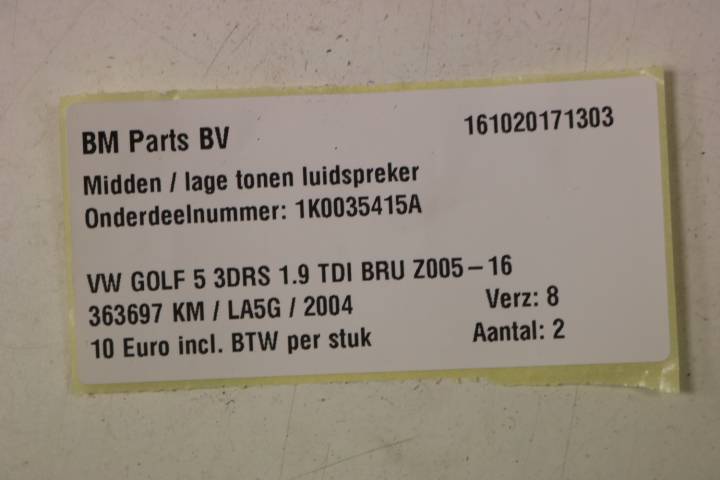 BM Parts BV 161020171303
Midden / lage tonen luidspreker
Onderdeelnummer: 1K0035415A
VW GOLF 5 3DRS 1.9 TDI BRU Z005-16
363697 KM / LA5G / 2004 Verz: 8
10 Euro incl. BTW per stuk Aantal: 2